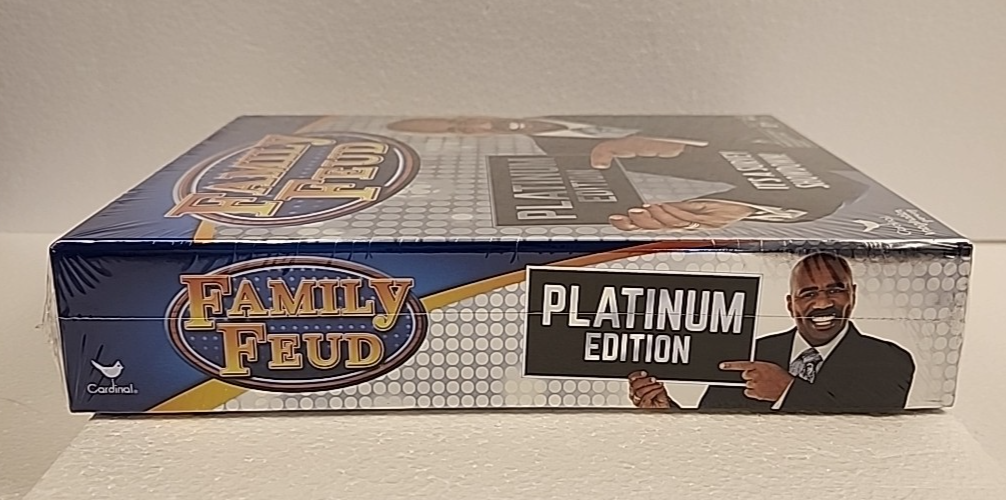 FAMILY
FEUD
PLATINUM
EDITION
FAMILY
FEUD
PLATINUM
EDITION
Cardinal®